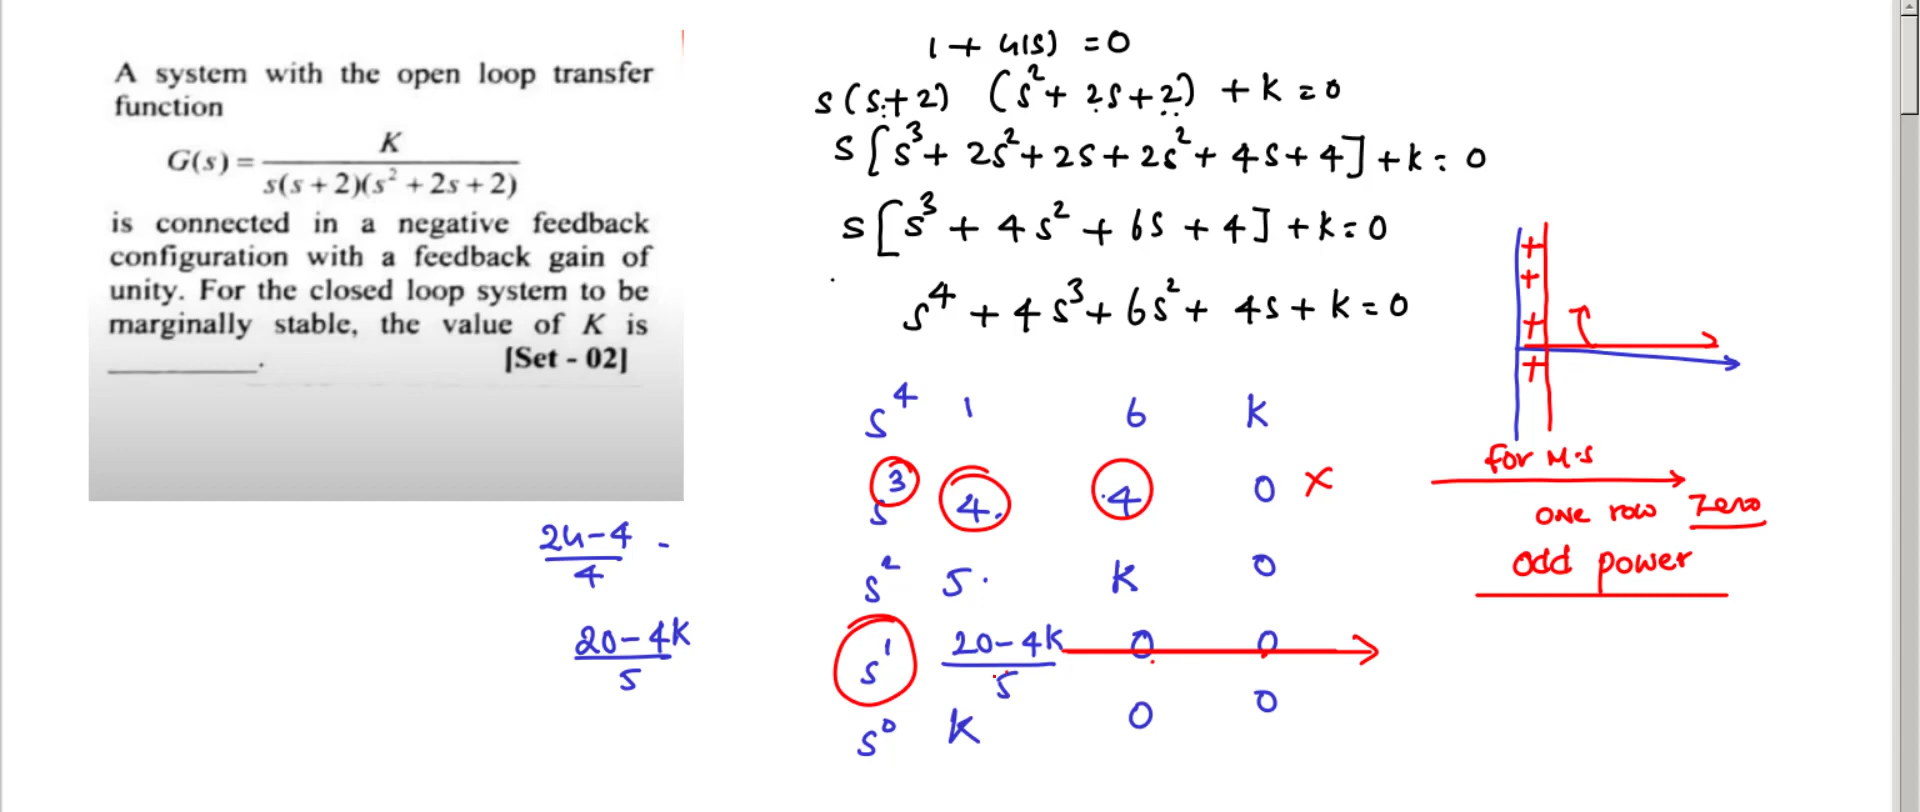 A system with the open loop transfer
function
G(s) = K / s(s + 2)(s² + 2s + 2)
is connected in a negative feedback
configuration with a feedback gain of
unity. For the closed loop system to be
marginally stable, the value of K is
____________.
[Set - 02]
1 + G(s) = 0
s(s+2) (s² + 2s+2) + K = 0
s[s³ + 2s² + 2s + 2s² + 4s + 4] + K = 0
s[s³ + 4s² + 6s + 4] + K = 0
s⁴ + 4s³ + 6s² + 4s + K = 0
s⁴ 1 6 K
s³ 4 4 0 ×
s² 5 K 0
s¹ 20-4K/5 0 0
s⁰ K 0 0
24-4/4
20-4K/5
+
+
+
+
for M.S
one row zero
odd power